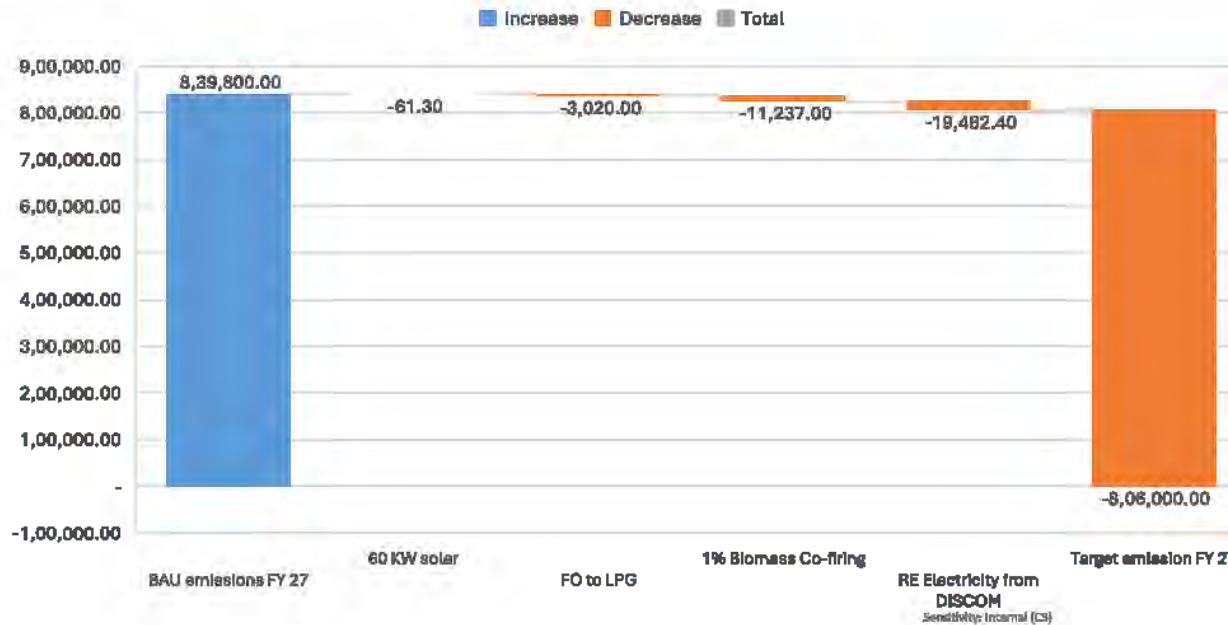 Increase Decrease Total
9,00,000.00
8,39,800.00
8,00,000.00
-61.30
-3,020.00
-11,237.00
-19,482.40
7,00,000.00
6,00,000.00
5,00,000.00
4,00,000.00
3,00,000.00
2,00,000.00
1,00,000.00
-
-8,06,000.00
-1,00,000.00
BAU emissions FY 27
60 KW solar
FO to LPG
1% Biomass Co-firing
RE Electricity from
DISCOM
Target emission FY 2
Sensitivity: Internal (C3)